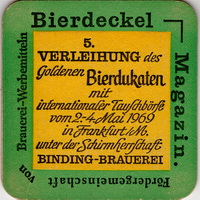 Bierdeckel
Magazin.
Fördergemeinschaft
von
Brauerei-Werbemitteln
5.
VERLEIHUNG des
Goldenen Bierdukaten
mit
internationaler Tauschbörse
vom 2.-4. Mai 1969
in Frankfurt/M.
unter der Schirmherrschaft
BINDING-BRAUEREI